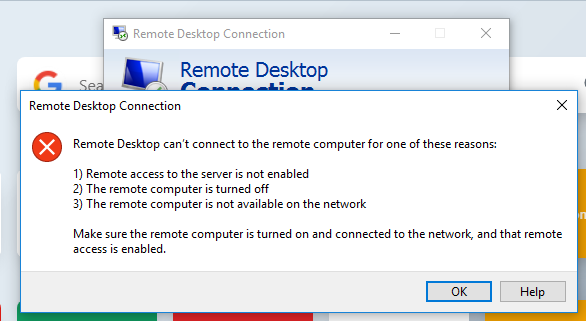 Remote Desktop Connection
Sea
Remote Desktop
Connection
Remote Desktop Connection
Remote Desktop can't connect to the remote computer for one of these reasons:
1) Remote access to the server is not enabled
2) The remote computer is turned off
3) The remote computer is not available on the network
Make sure the remote computer is turned on and connected to the network, and that remote
access is enabled.
OK
Help